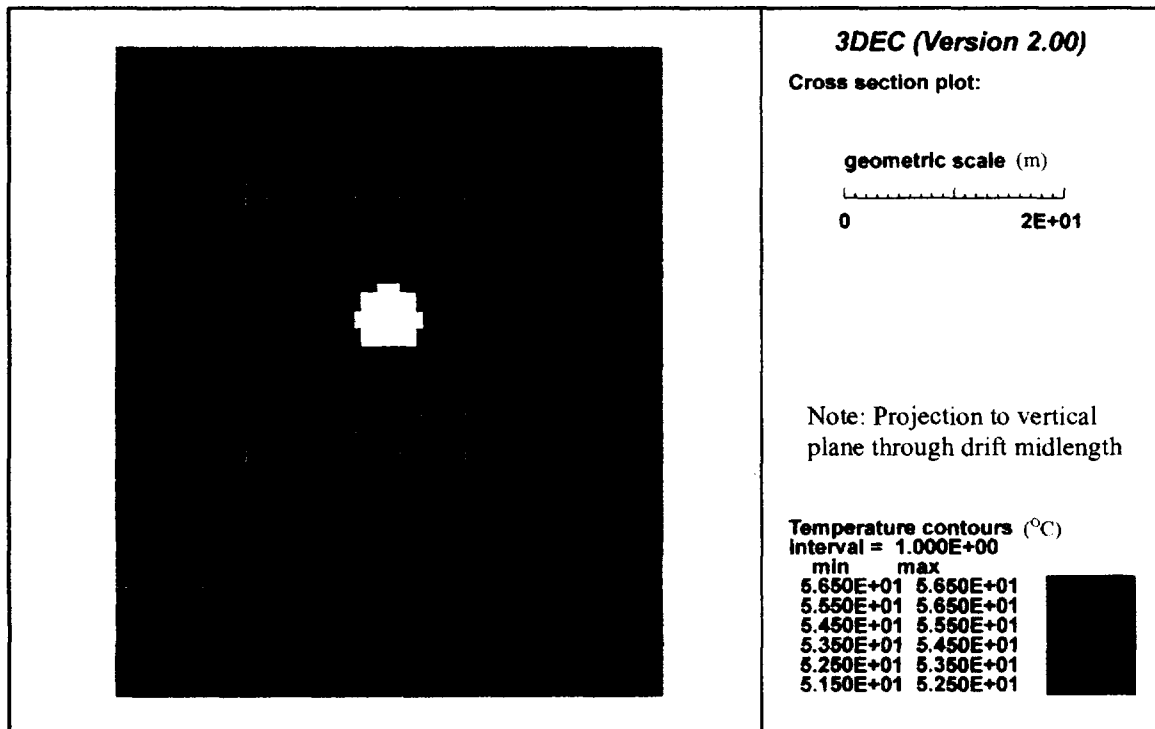 3DEC (Version 2.00)
Cross section plot:
geometric scale (m)
0 2E+01
Note: Projection to vertical
plane through drift midlength
Temperature contours (°C)
interval = 1.000E+00
min max
5.650E+01 5.650E+01
5.550E+01 5.650E+01
5.450E+01 5.550E+01
5.350E+01 5.450E+01
5.250E+01 5.350E+01
5.150E+01 5.250E+01